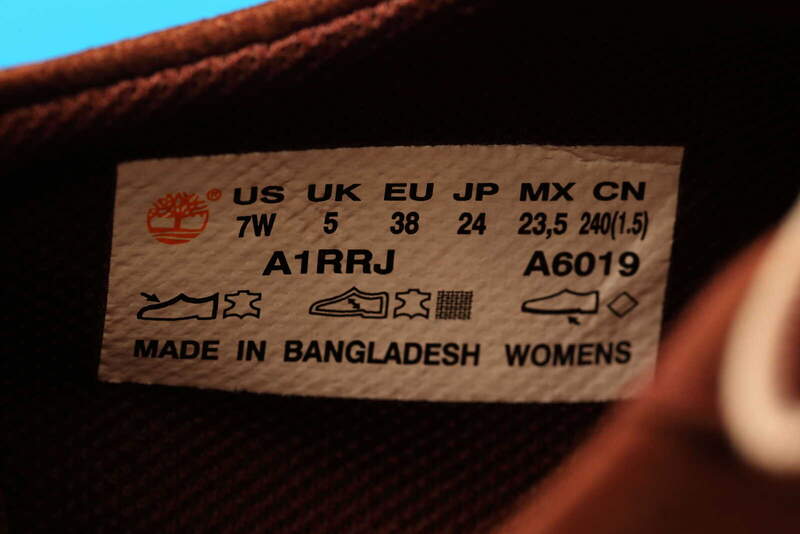 ® US UK EU JP MX CN
7W 5 38 24 23,5 240(1.5)
A1RRJ A6019
MADE IN BANGLADESH WOMENS